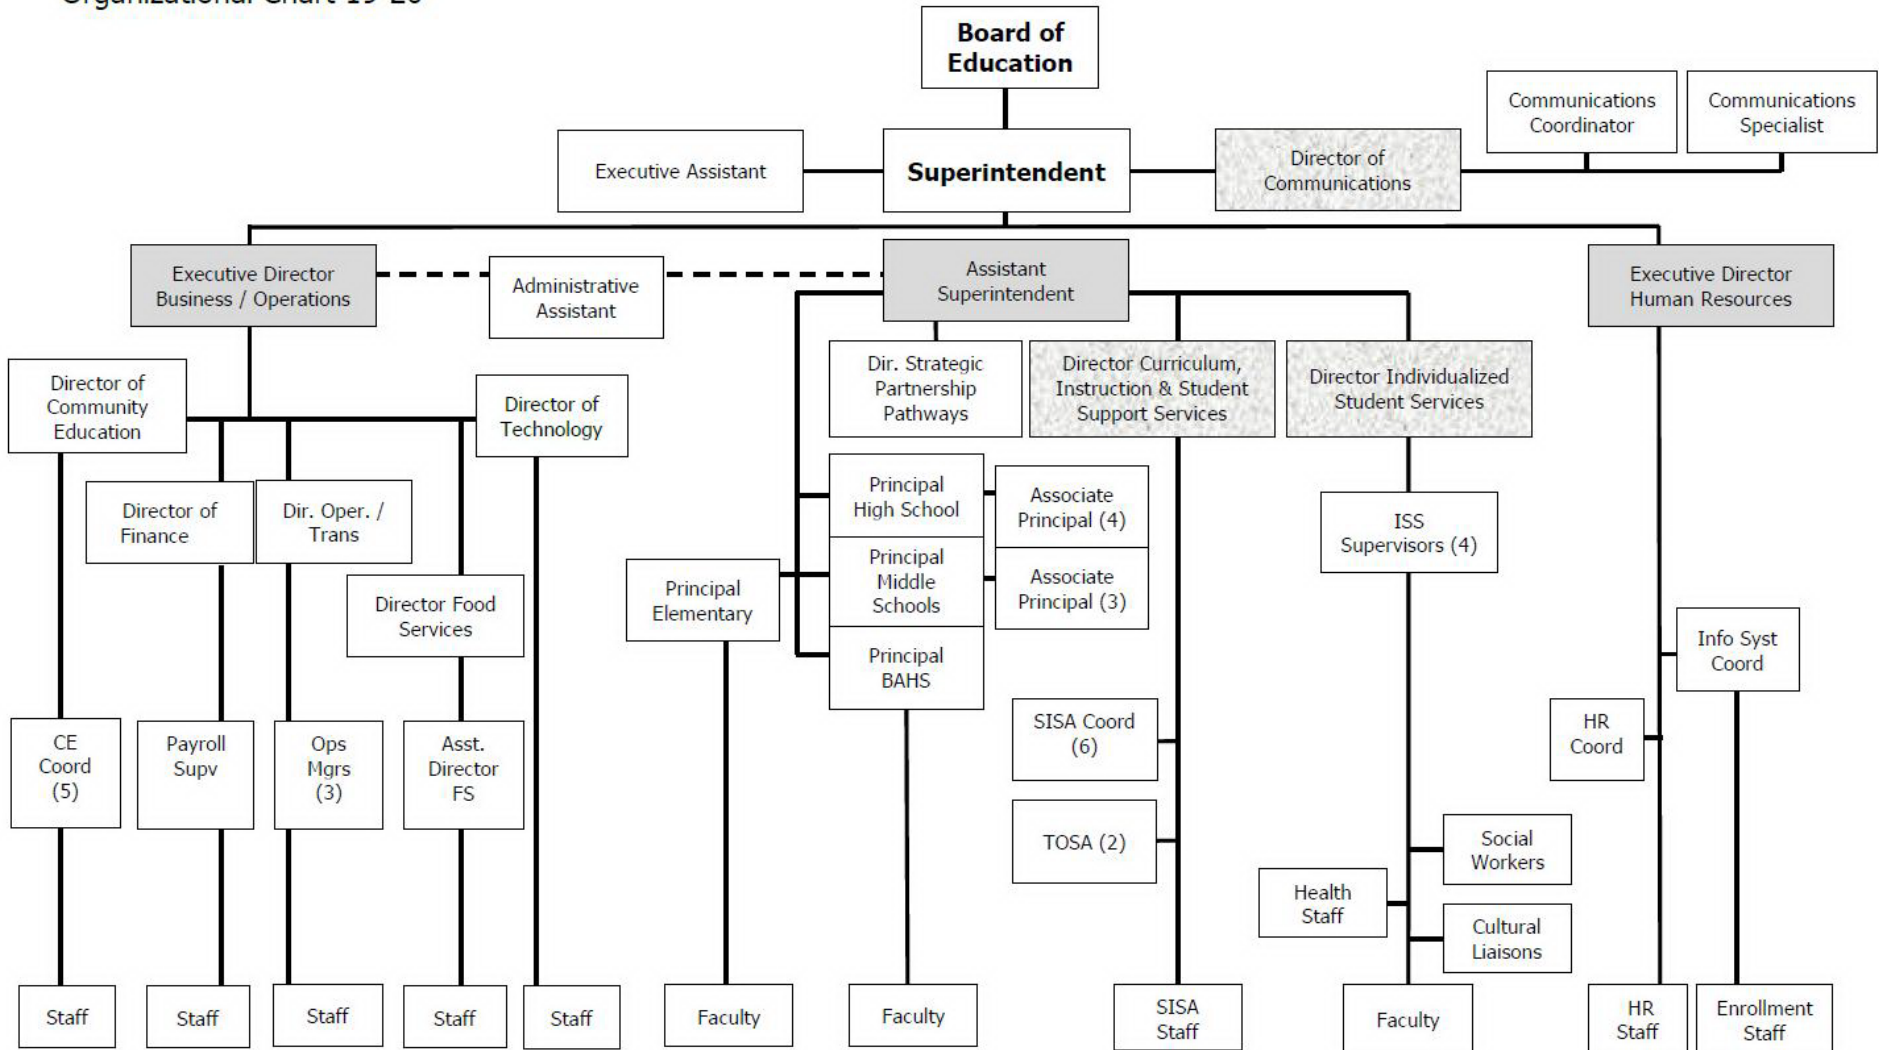 Organizational Chart 19-20
Board of
Education
Communications
Coordinator
Communications
Specialist
Executive Assistant
Superintendent
Director of
Communications
Executive Director
Business / Operations
Administrative
Assistant
Assistant
Superintendent
Executive Director
Human Resources
Director of
Community
Education
Director of
Technology
Dir. Strategic
Partnership
Pathways
Director Curriculum,
Instruction & Student
Support Services
Director Individualized
Student Services
Director of
Finance
Dir. Oper. /
Trans
Principal
High School
Associate
Principal (4)
ISS
Supervisors (4)
Director Food
Services
Principal
Elementary
Principal
Middle
Schools
Associate
Principal (3)
Principal
BAHS
Info Syst
Coord
CE
Coord
(5)
Payroll
Supv
Ops
Mgrs
(3)
Asst.
Director
FS
SISA Coord
(6)
HR
Coord
TOSA (2)
Social
Workers
Health
Staff
Cultural
Liaisons
Staff
Staff
Staff
Staff
Staff
Faculty
Faculty
SISA
Staff
Faculty
HR
Staff
Enrollment
Staff